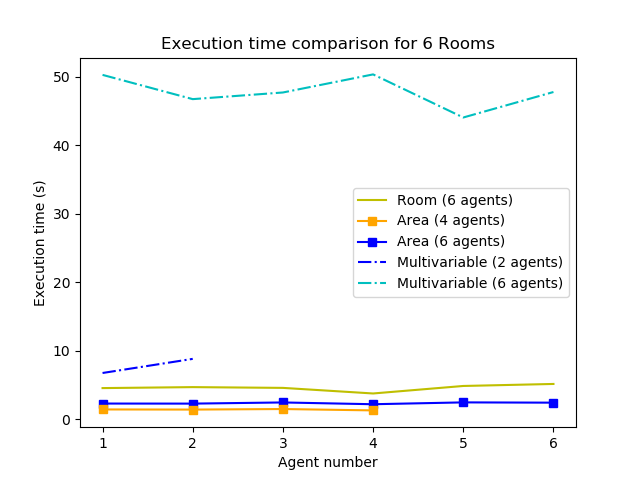 Execution time comparison for 6 Rooms
Execution time (s)
50
40
30
20
10
0
Room (6 agents)
Area (4 agents)
Area (6 agents)
Multivariable (2 agents)
Multivariable (6 agents)
1 2 3 4 5 6
Agent number